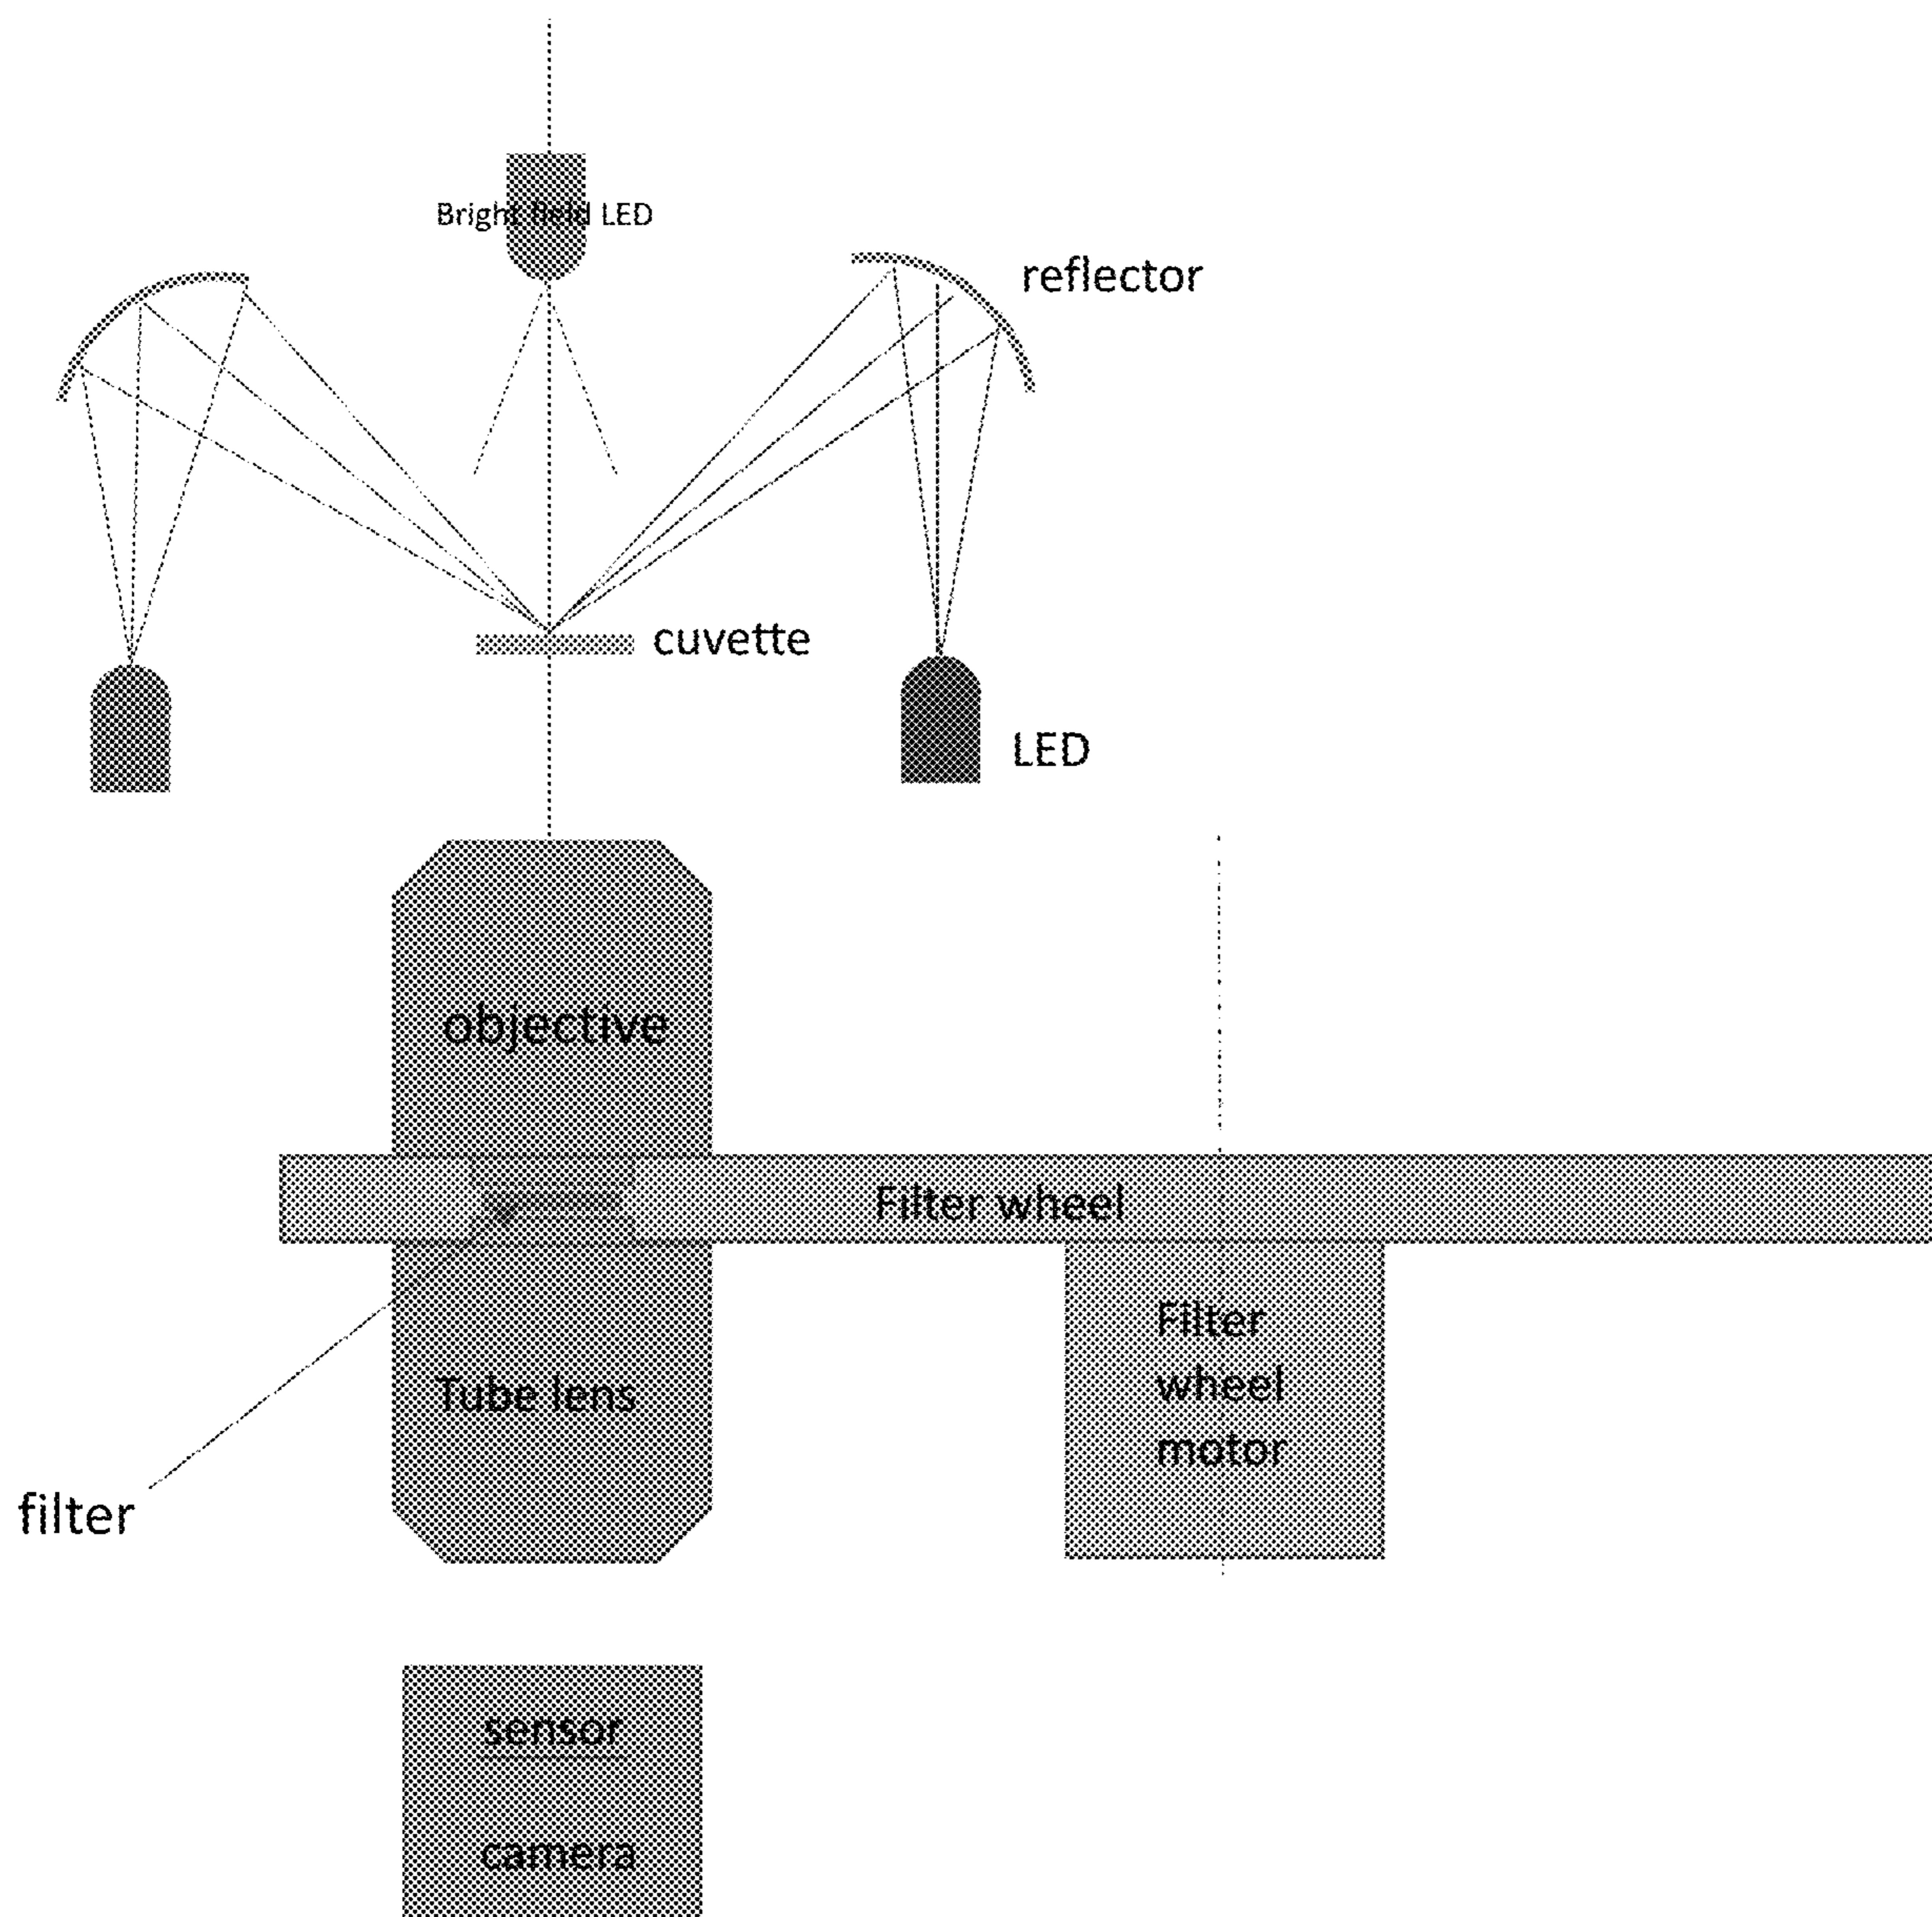 Bright field LED
reflector
cuvette
LED
objective
Filter wheel
Filter
wheel
motor
Tube lens
filter
sensor
camera